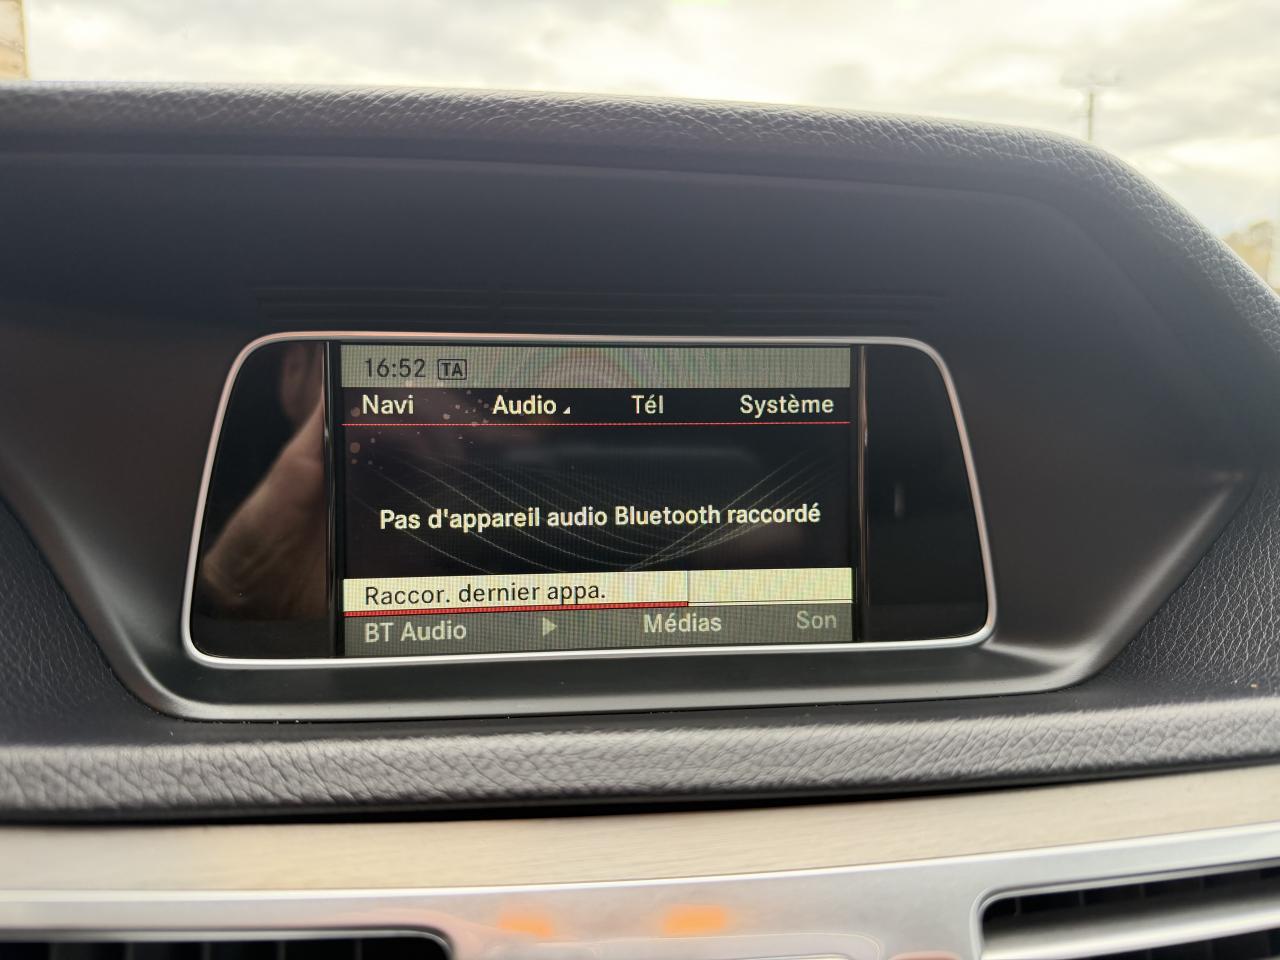 16:52 TA
Navi Audio Tél Système
Pas d'appareil audio Bluetooth raccordé
Raccor. dernier appa.
BT Audio Médias Son